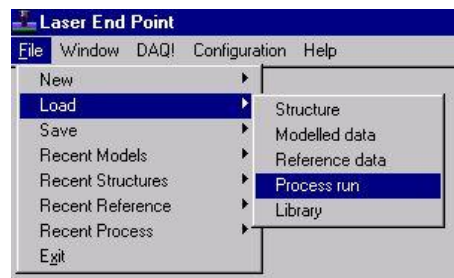 Laser End Point
File Window DAQ! Configuration Help
New
Load
Save
Recent Models
Recent Structures
Recent Reference
Recent Process
Exit
Structure
Modelled data
Reference data
Process run
Library